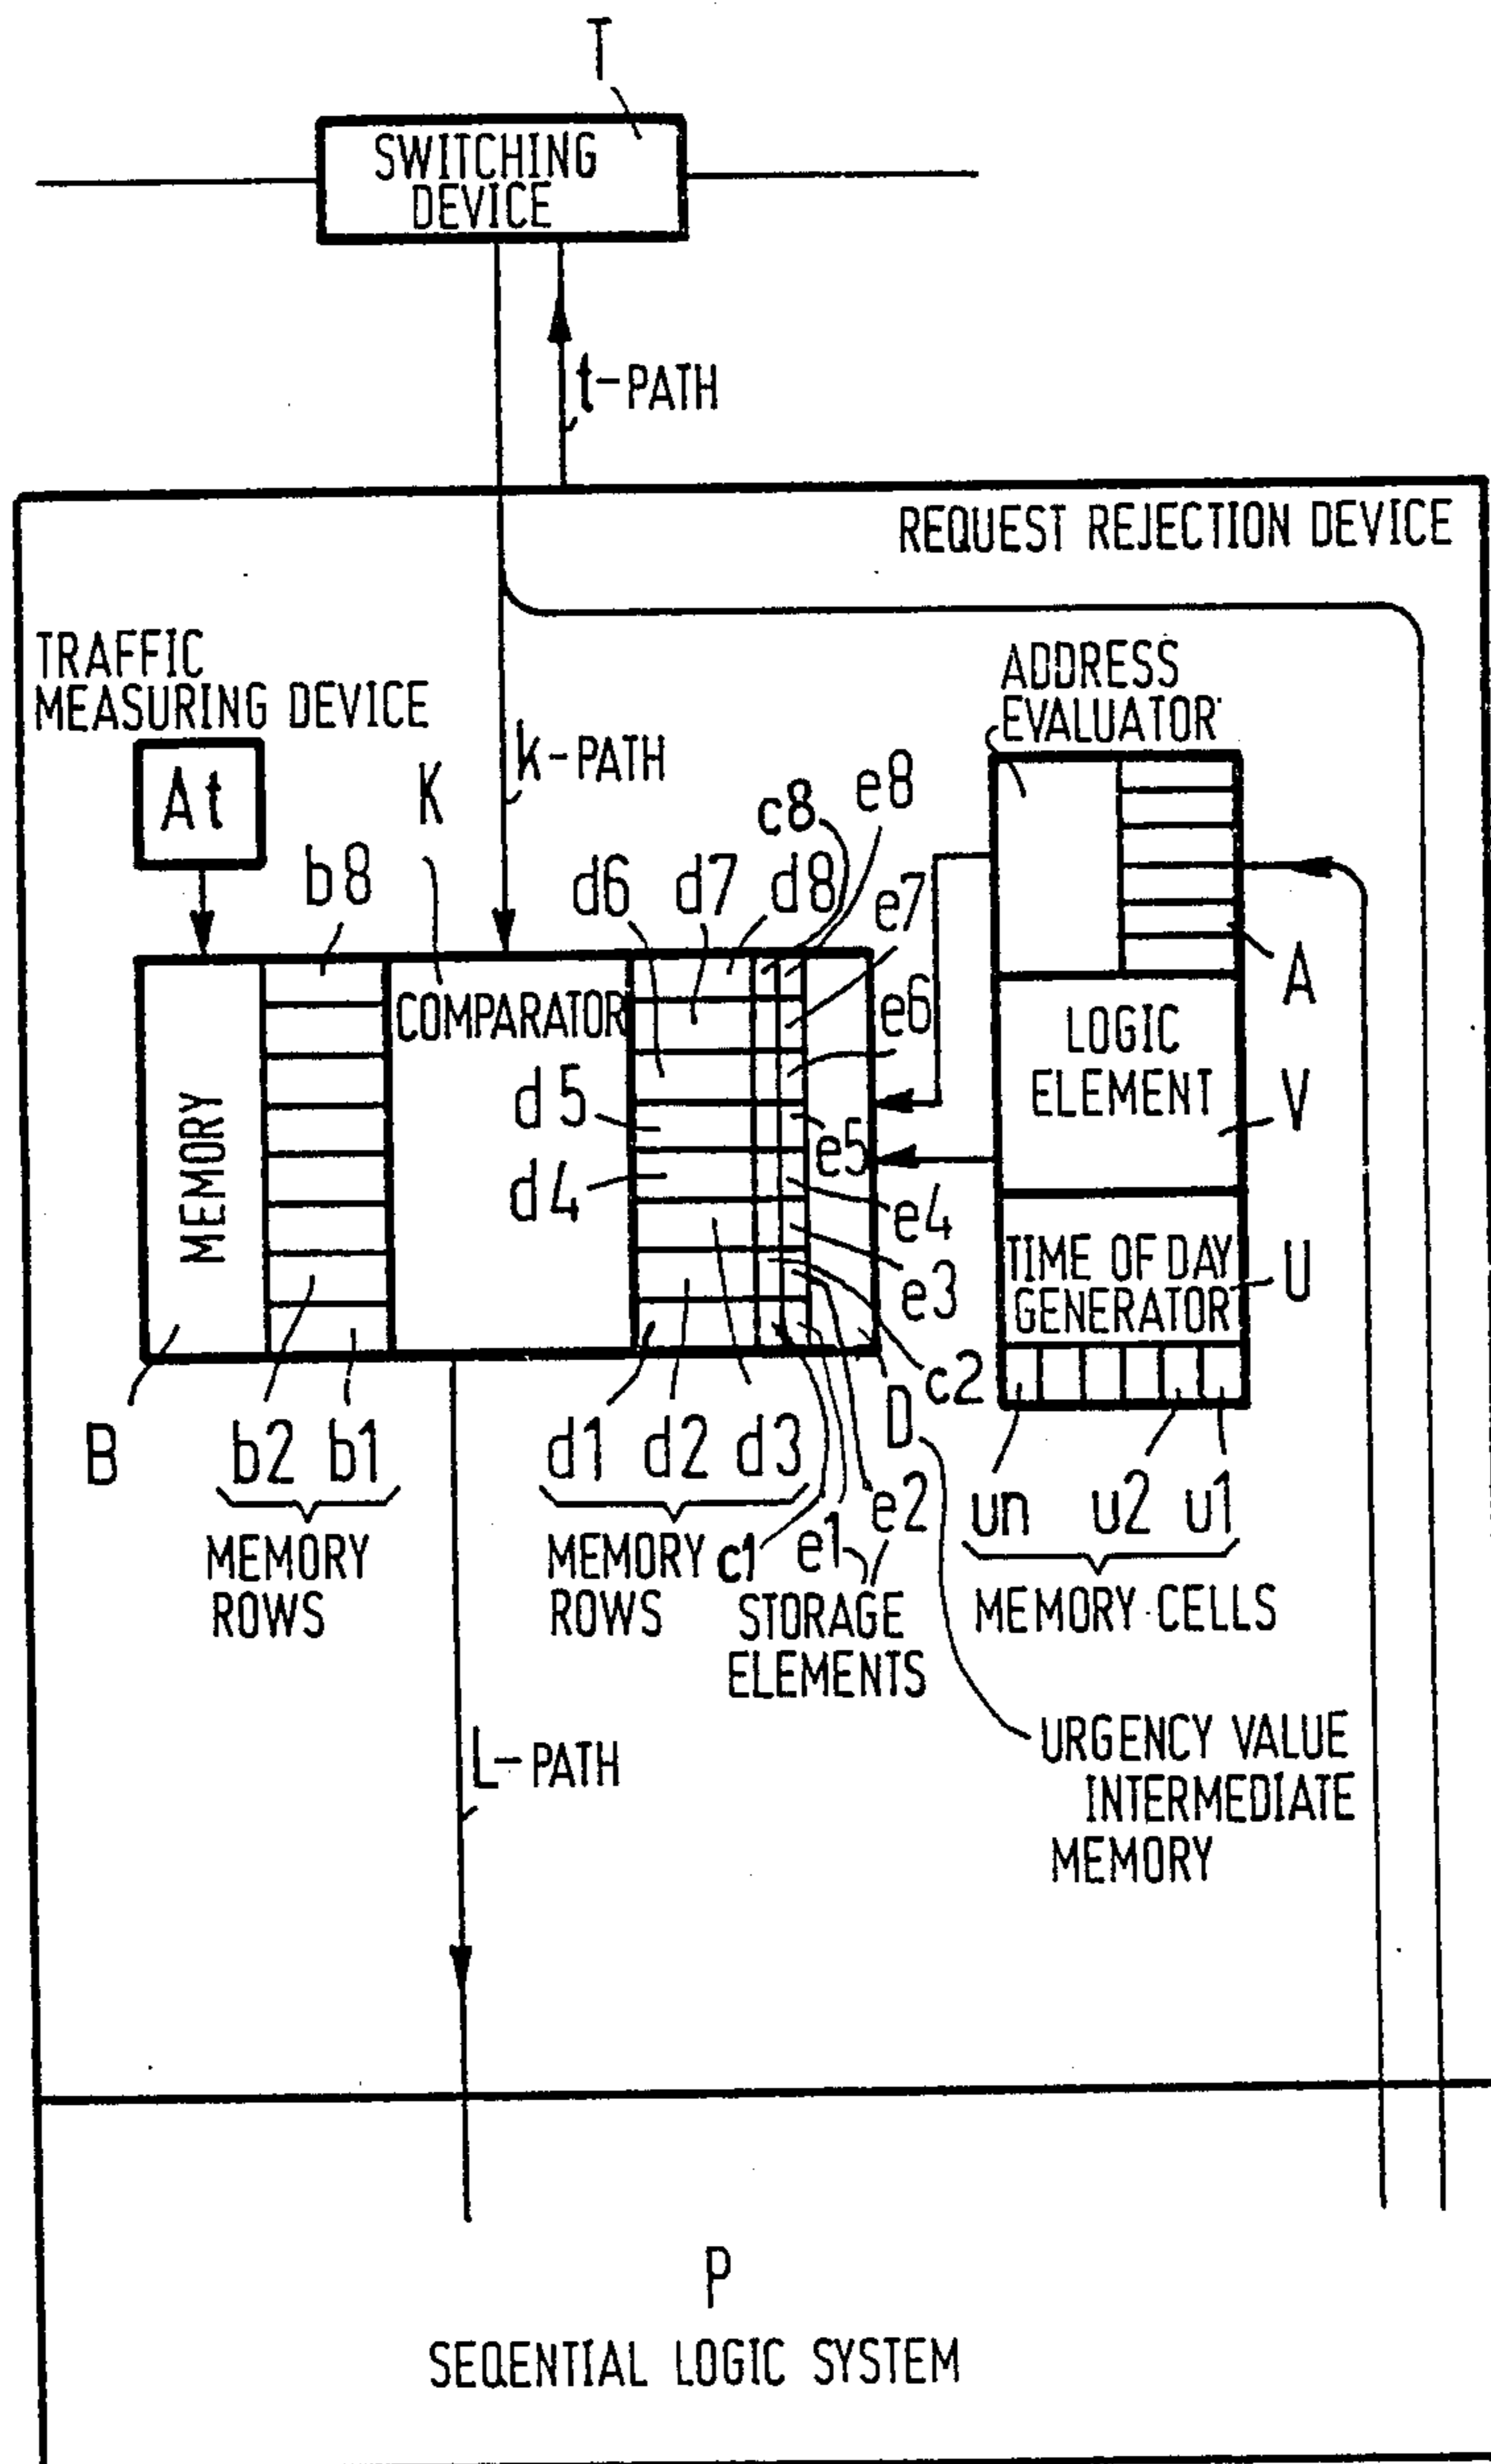 T
SWITCHING
DEVICE
t-PATH
REQUEST REJECTION DEVICE
TRAFFIC
MEASURING DEVICE
At
K
k-PATH
ADDRESS
EVALUATOR
b8
d6
d7
d8
c8
e8
e7
e6
e5
e4
e3
COMPARATOR
MEMORY
d5
d4
LOGIC
ELEMENT
A
V
TIME OF DAY
GENERATOR
U
B
b2
b1
MEMORY
ROWS
d1
d2
d3
MEMORY
ROWS
c1
e1
e2
c2
D
STORAGE
ELEMENTS
un
u2
u1
MEMORY CELLS
URGENCY VALUE
INTERMEDIATE
MEMORY
L-PATH
P
SEQENTIAL LOGIC SYSTEM